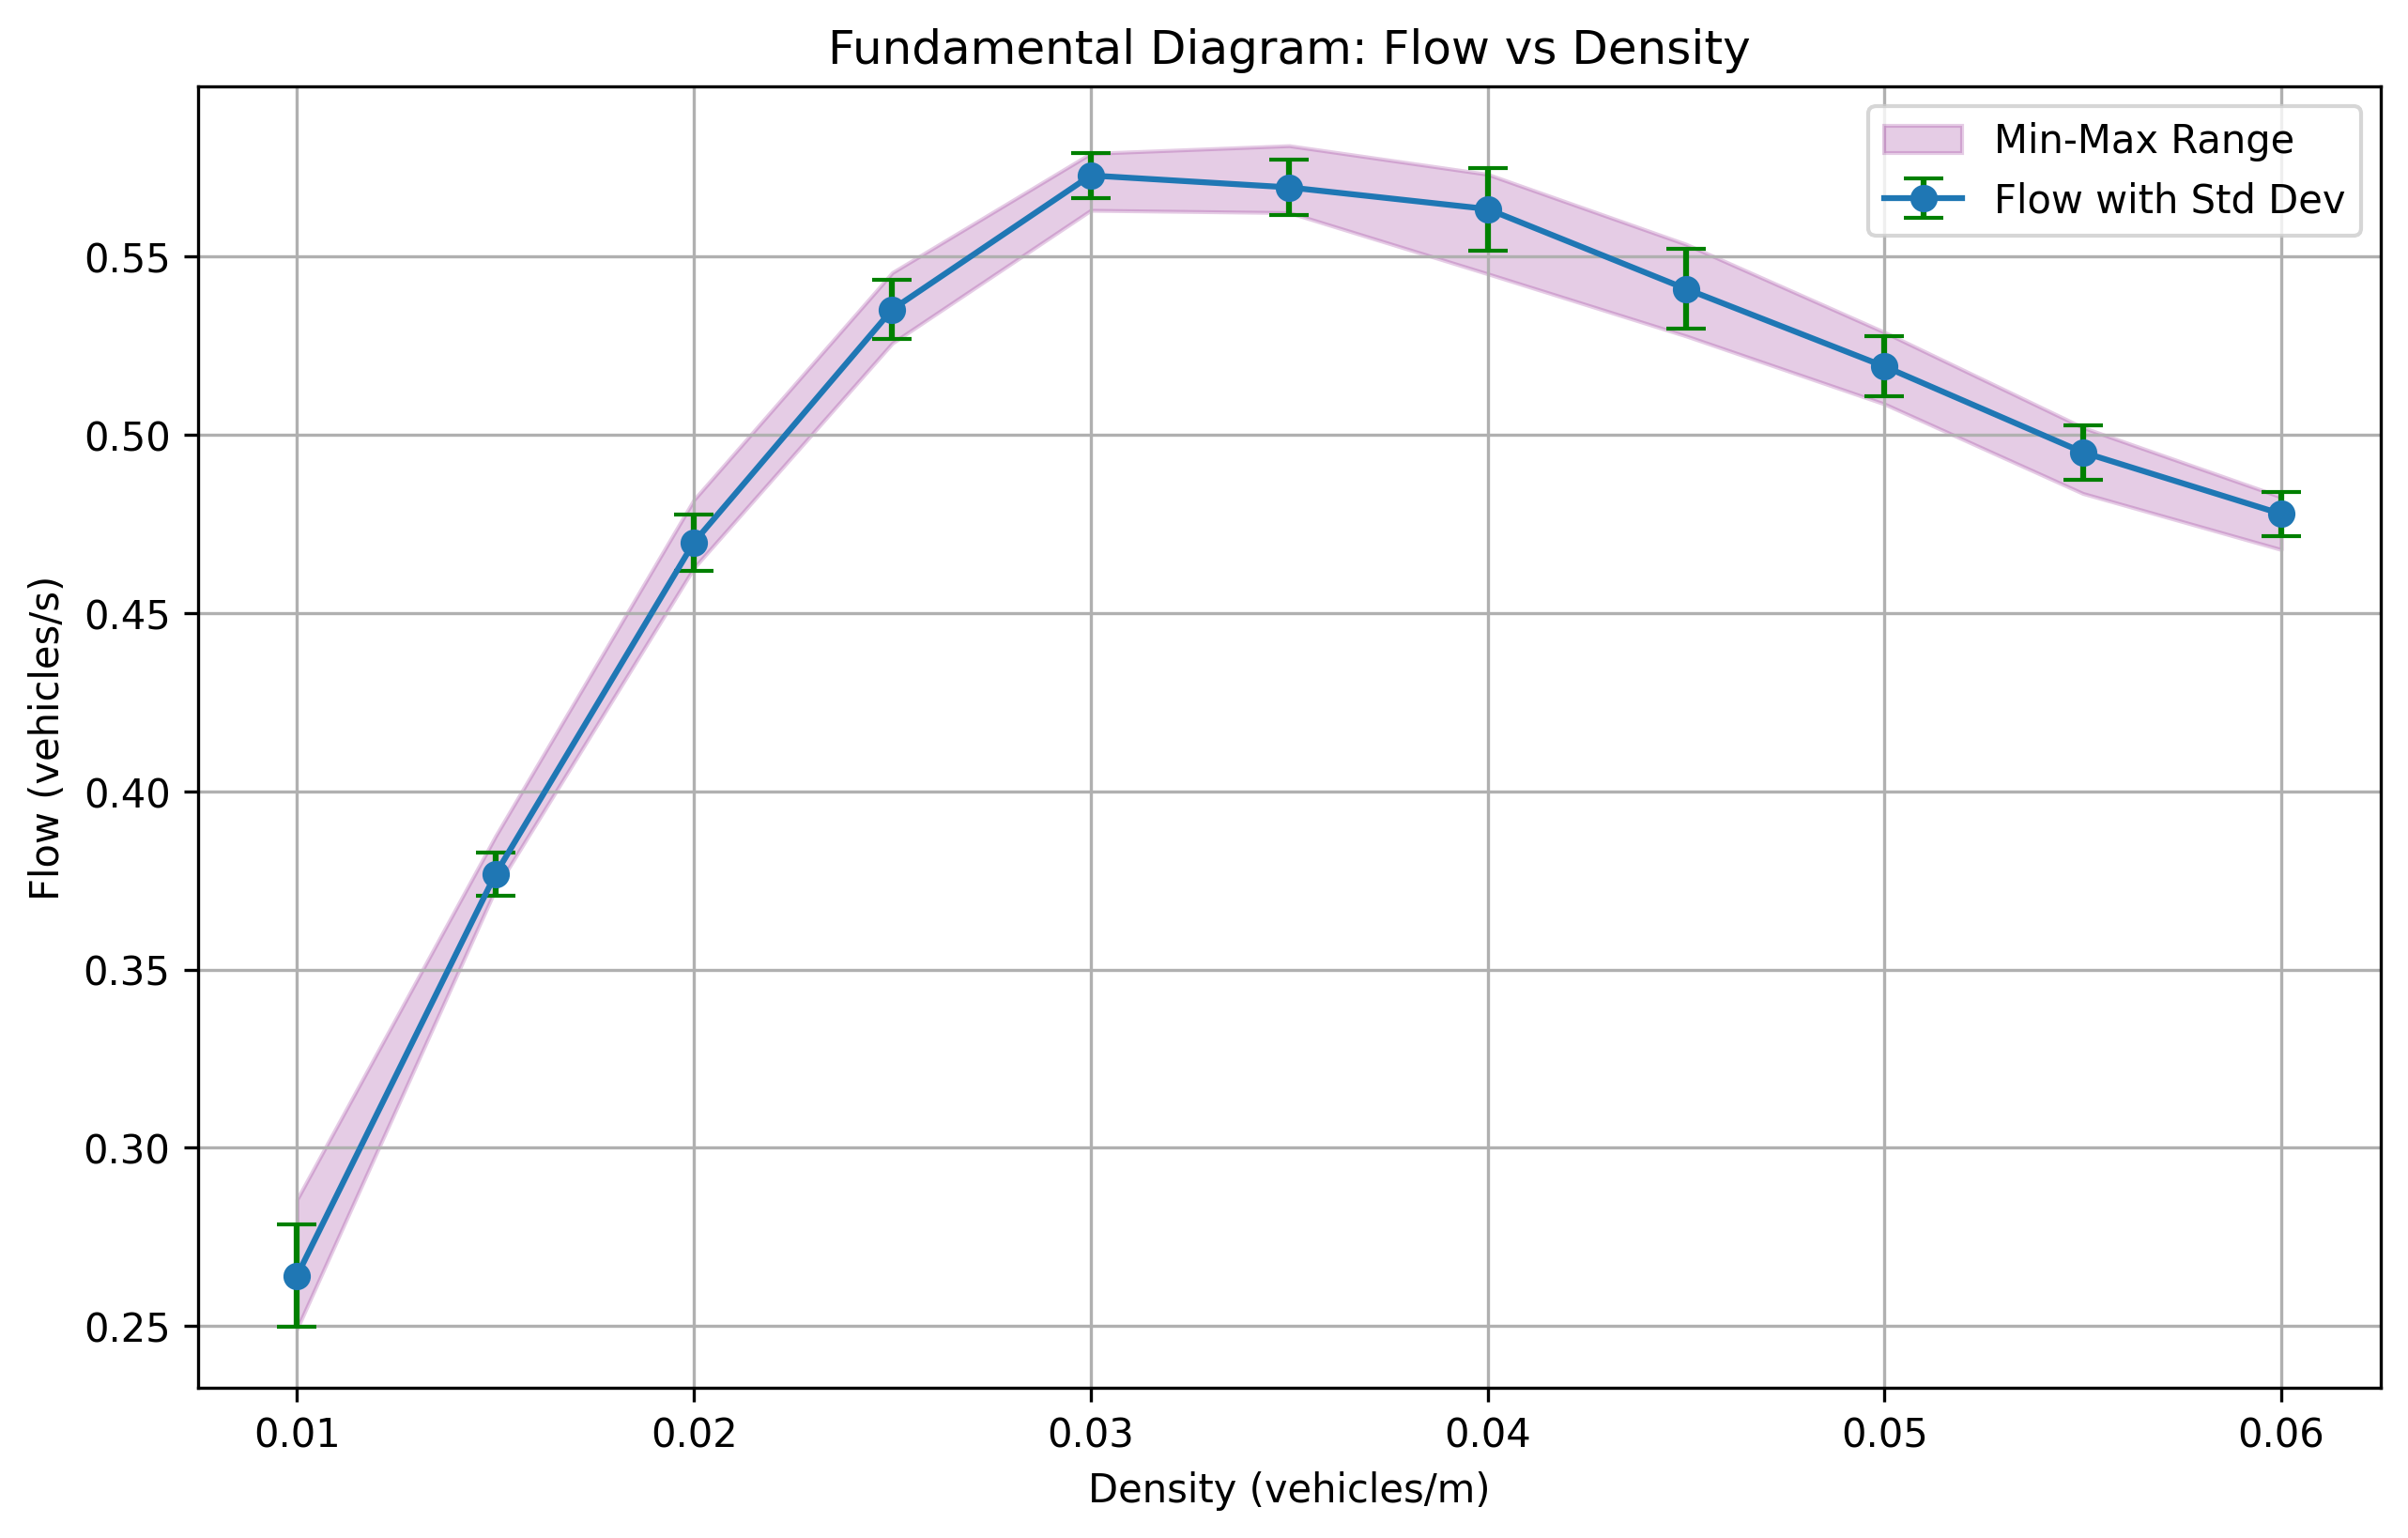 Fundamental Diagram: Flow vs Density
Min-Max Range
Flow with Std Dev
Flow (vehicles/s)
0.55
0.50
0.45
0.40
0.35
0.30
0.25
0.01 0.02 0.03 0.04 0.05 0.06
Density (vehicles/m)